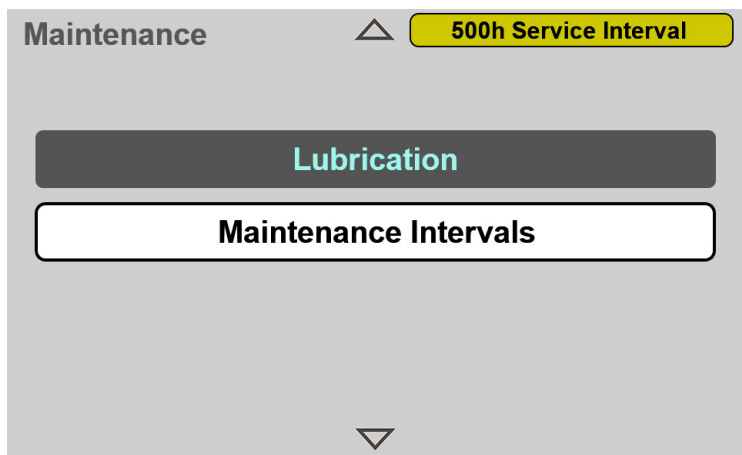 Maintenance
500h Service Interval
Lubrication
Maintenance Intervals